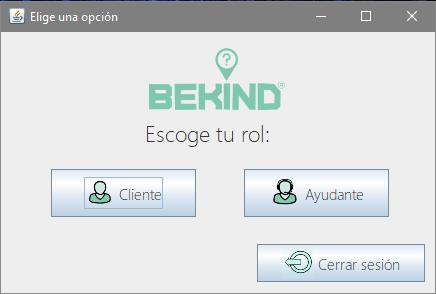 Elige una opción
?
BEKIND®
Escoge tu rol:
Cliente
Ayudante
Cerrar sesión